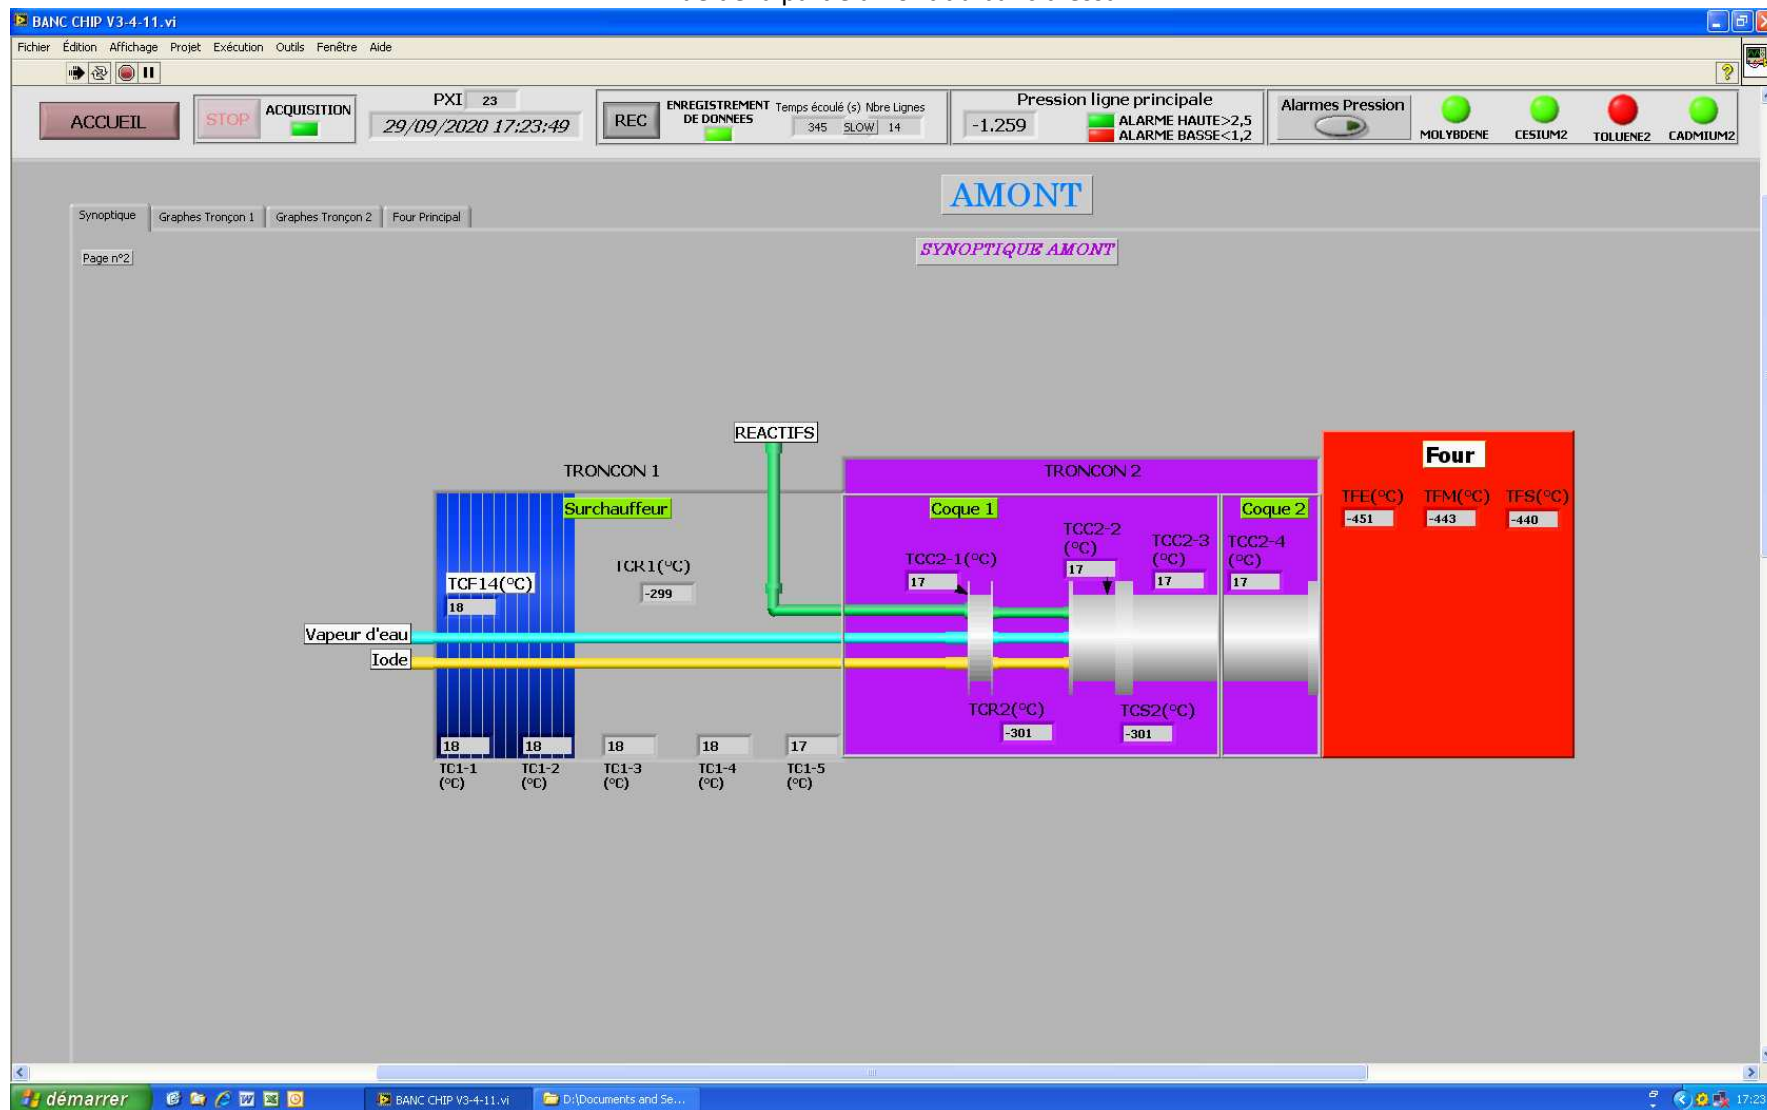 BANC CHIP V3-4-11.vi
Fichier Édition Affichage Projet Exécution Outils Fenêtre Aide
ACCUEIL
STOP
ACQUISITION
PXI 23
29/09/2020 17:23:49
REC
ENREGISTREMENT DE DONNEES
Temps écoulé (s) Nbre Lignes
345 SLOW 14
Pression ligne principale
-1.259
ALARME HAUTE>2,5
ALARME BASSE<1,2
Alarmes Pression
MOLYBDENE CESIUM2 TOLUENE2 CADMIUM2
AMONT
Synoptique Graphes Tronçon 1 Graphes Tronçon 2 Four Principal
SYNOPTIQUE AMONT
Page n°2
REACTIFS
TRONCON 1
TRONCON 2
Four
Surchauffeur
Coque 1
Coque 2
TFE(°C) TFM(°C) TFS(°C)
-451 -443 -440
TCC2-2 (°C)
17
TCC2-3 (°C)
17
TCC2-4 (°C)
17
TCC2-1(°C)
17
TCR1(°C)
-299
TCF14(°C)
18
Vapeur d'eau
Iode
TCR2(°C)
-301
TCS2(°C)
-301
18 18 18 18 17
TC1-1 TC1-2 TC1-3 TC1-4 TC1-5
(°C) (°C) (°C) (°C) (°C)
démarrer
BANC CHIP V3-4-11.vi
D:\Documents and Se...
17:23